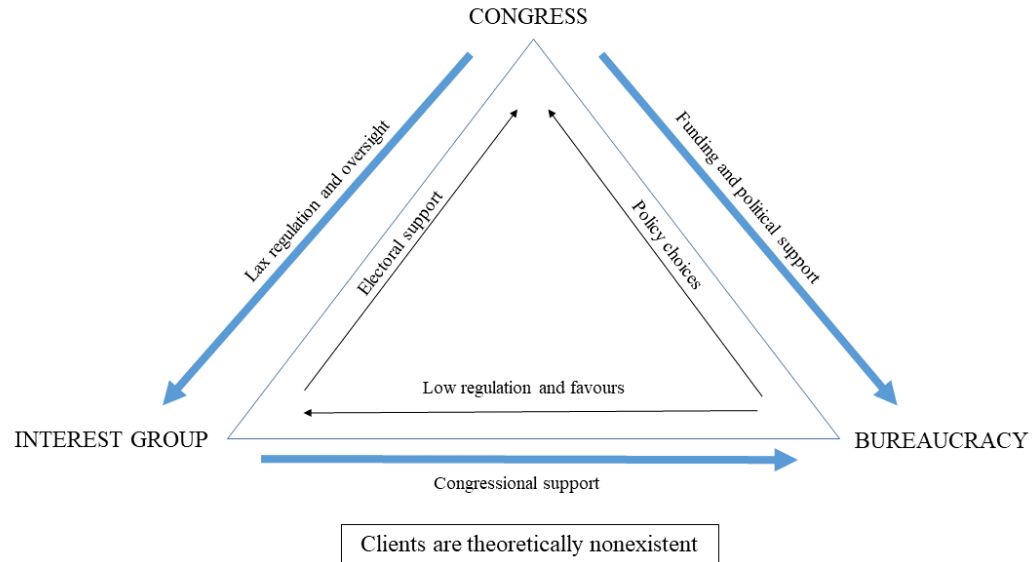 CONGRESS
Lax regulation and oversight
Electoral support
Policy choices
Funding and political support
Low regulation and favours
INTEREST GROUP
BUREAUCRACY
Congressional support
Clients are theoretically nonexistent